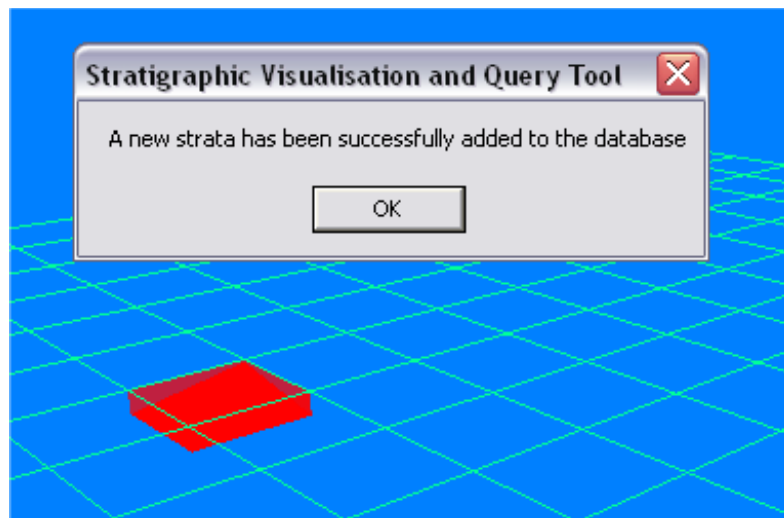 Stratigraphic Visualisation and Query Tool
A new strata has been successfully added to the database
OK